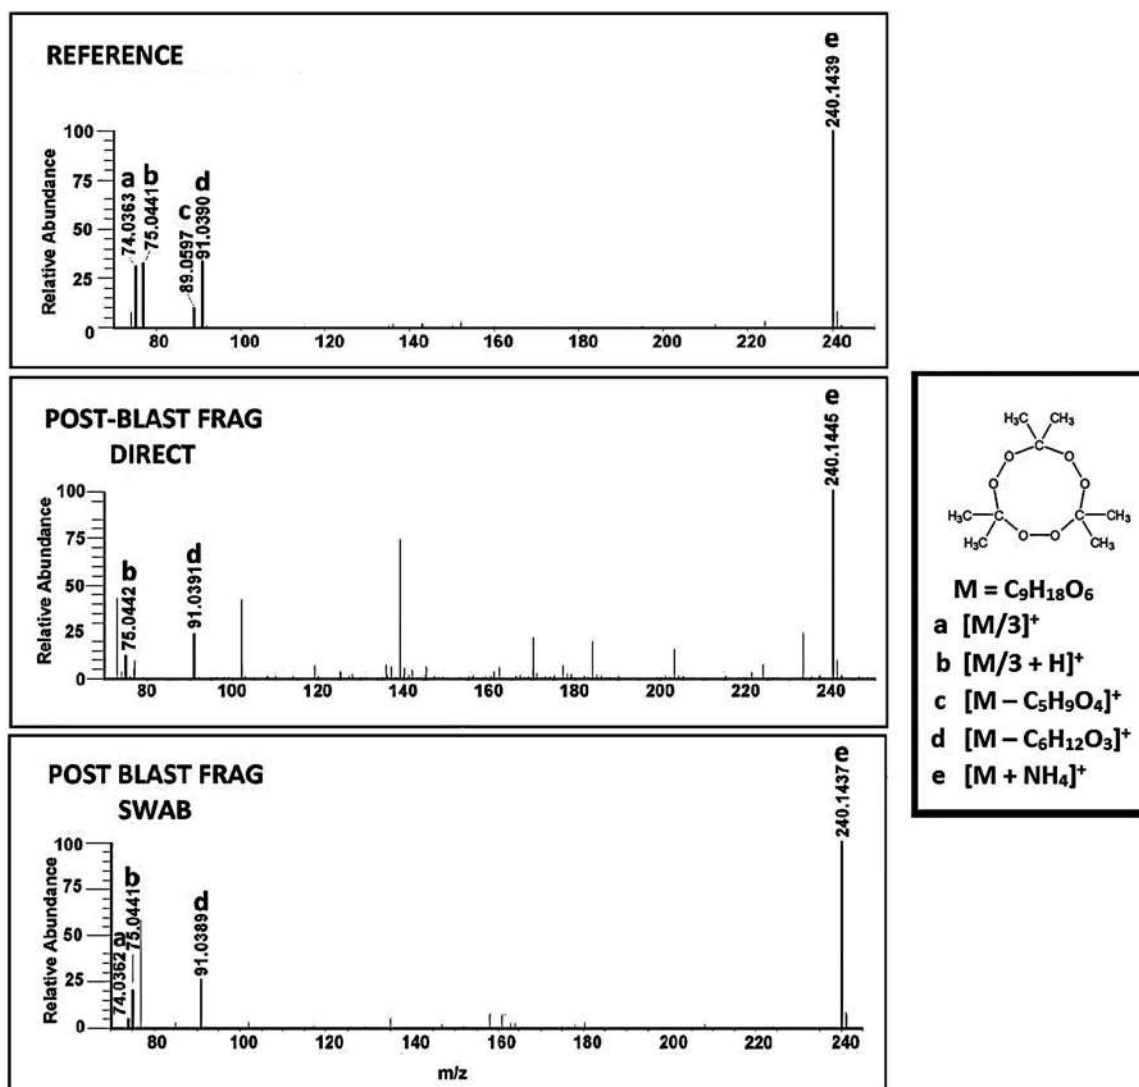 REFERENCE
Relative Abundance
100
75
50
25
0
74.0363 a
75.0441 b
89.0597 c
91.0390 d
240.1439 e
80 100 120 140 160 180 200 220 240
POST-BLAST FRAG
DIRECT
Relative Abundance
100
75
50
25
0
75.0442 b
91.0391 d
240.1445 e
80 100 120 140 160 180 200 220 240
POST BLAST FRAG
SWAB
Relative Abundance
100
75
50
25
0
74.0362 a
75.0441 b
91.0389 d
240.1437 e
80 100 120 140 160 180 200 220 240
m/z
H₃C CH₃
C
O O
O O
H₃C C C CH₃
H₃C O O CH₃
M = C₉H₁₈O₆
a [M/3]⁺
b [M/3 + H]⁺
c [M – C₅H₉O₄]⁺
d [M – C₆H₁₂O₃]⁺
e [M + NH₄]⁺